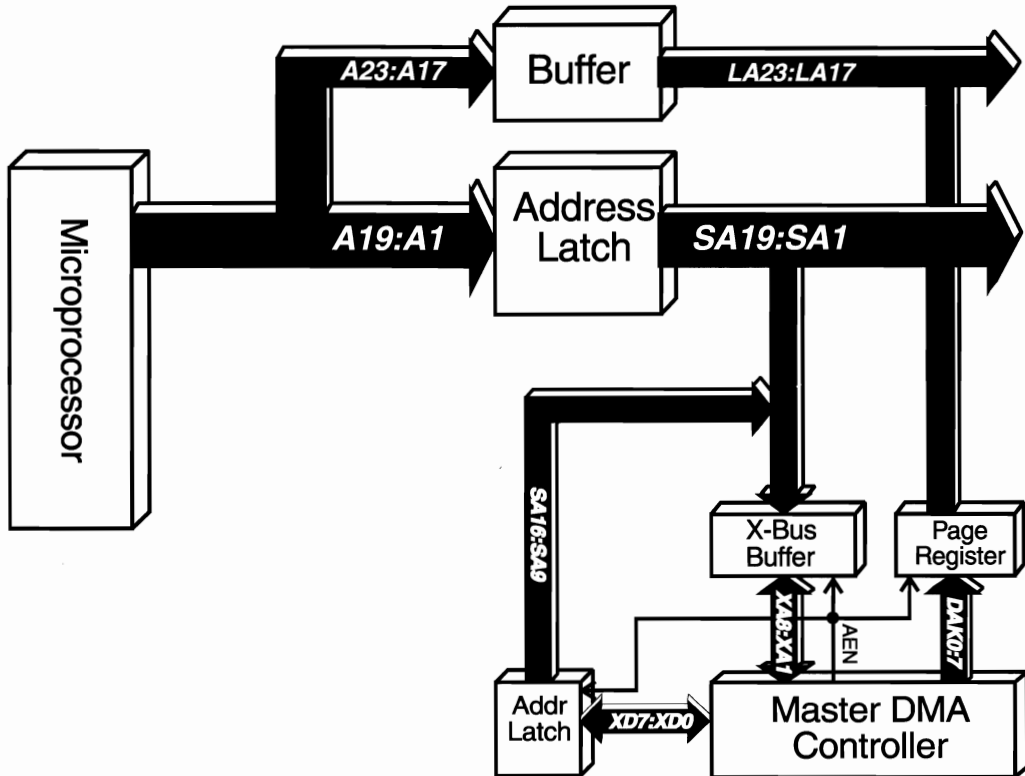 A23:A17
Buffer
LA23:LA17
Microprocessor
A19:A1
Address
Latch
SA19:SA1
SA16:SA9
X-Bus
Buffer
Page
Register
XA8:XA1
AEN
DAK0:7
Addr
Latch
XD7:XD0
Master DMA
Controller